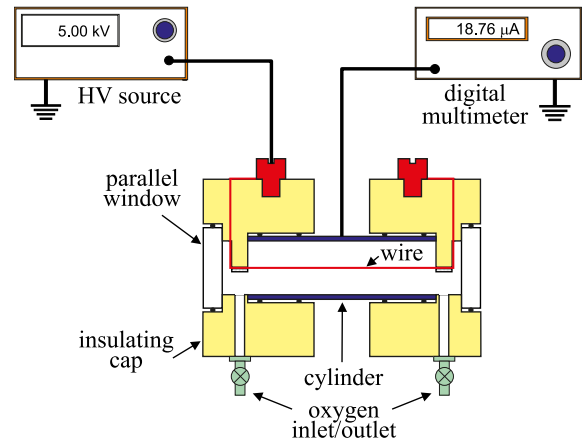 5.00 kV
18.76 μA
HV source
digital
multimeter
parallel
window
wire
insulating
cap
cylinder
oxygen
inlet/outlet